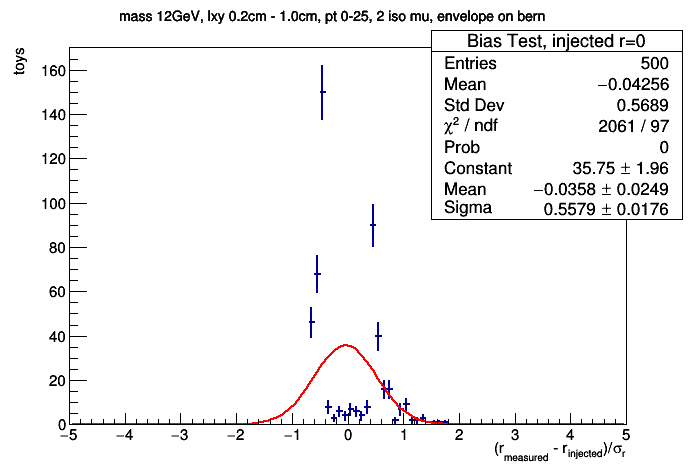 mass 12GeV, lxy 0.2cm - 1.0cm, pt 0-25, 2 iso mu, envelope on bern
Bias Test, injected r=0
Entries 500
Mean −0.04256
Std Dev 0.5689
χ² / ndf 2061 / 97
Prob 0
Constant 35.75 ± 1.96
Mean −0.0358 ± 0.0249
Sigma 0.5579 ± 0.0176
toys
160
140
120
100
80
60
40
20
0
−5 −4 −3 −2 −1 0 1 2 3 4 5
(r_measured - r_injected)/σ_r